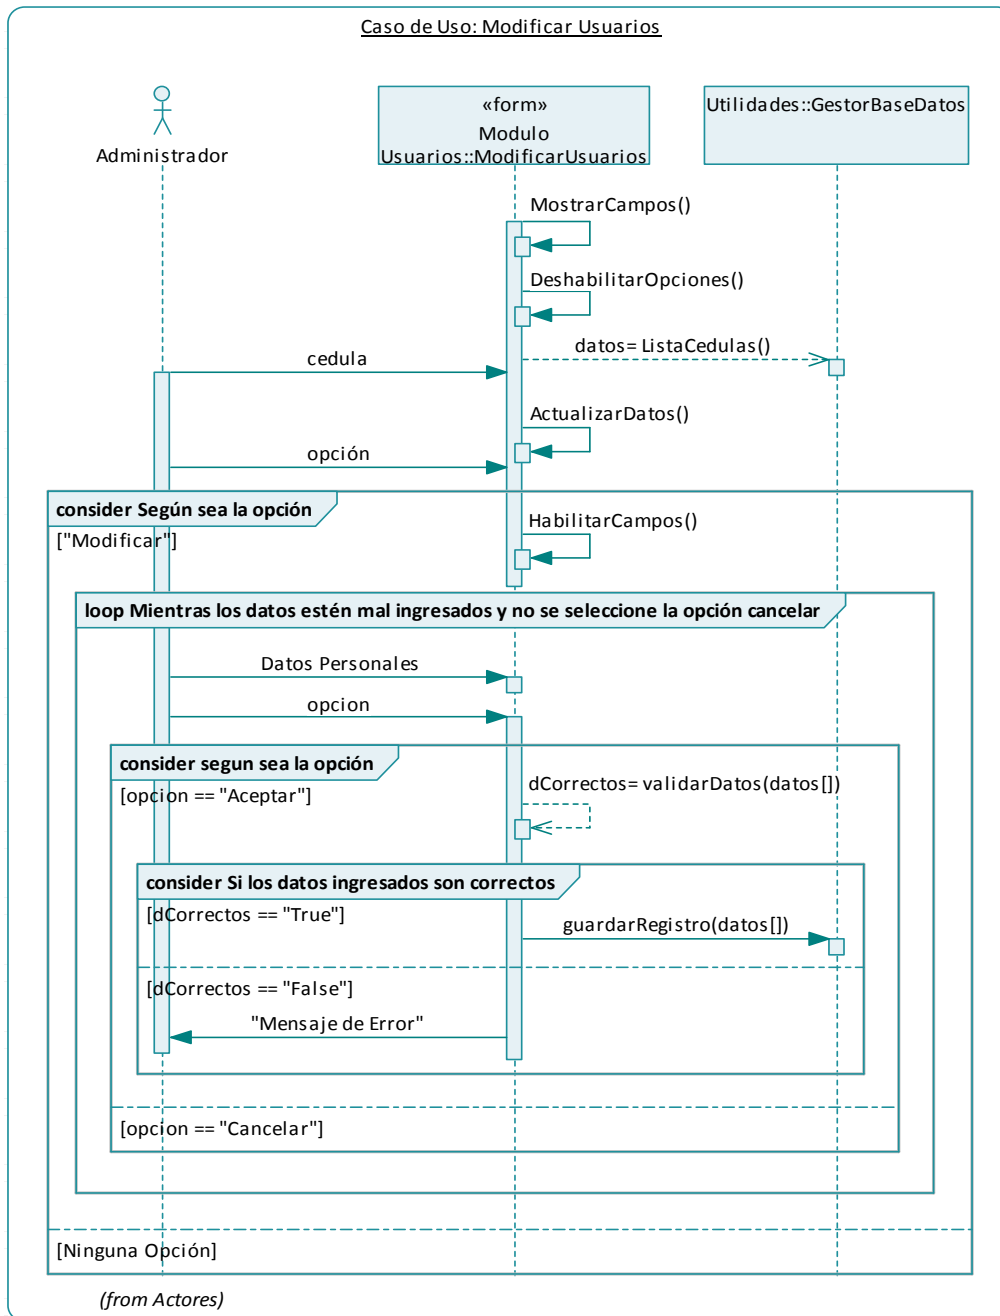 Caso de Uso: Modificar Usuarios
Administrador
«form»
Modulo
Usuarios::ModificarUsuarios
Utilidades::GestorBaseDatos
MostrarCampos()
DeshabilitarOpciones()
datos= ListaCedulas()
cedula
ActualizarDatos()
opción
consider Según sea la opción
["Modificar"]
HabilitarCampos()
loop Mientras los datos estén mal ingresados y no se seleccione la opción cancelar
Datos Personales
opcion
consider segun sea la opción
[opcion == "Aceptar"]
dCorrectos= validarDatos(datos[])
consider Si los datos ingresados son correctos
[dCorrectos == "True"]
guardarRegistro(datos[])
[dCorrectos == "False"]
"Mensaje de Error"
[opcion == "Cancelar"]
[Ninguna Opción]
(from Actores)